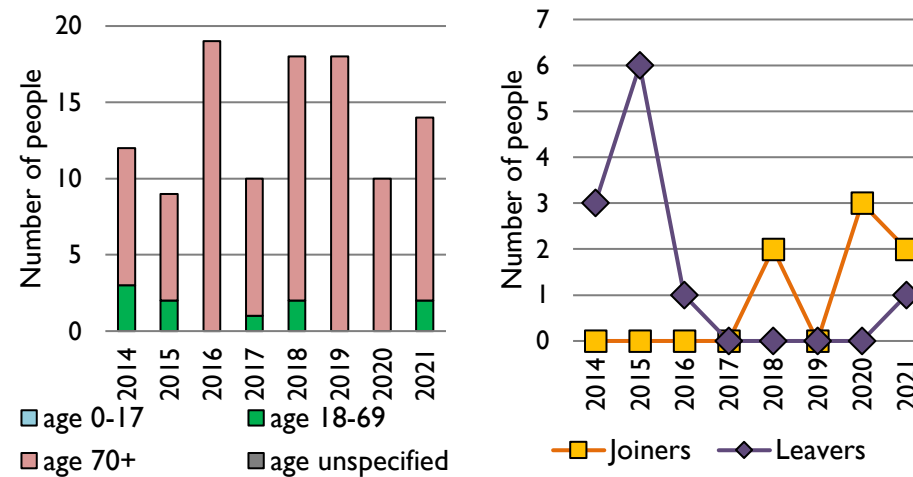 Number of people
20
15
10
5
0
2014 2015 2016 2017 2018 2019 2020 2021
age 0-17 age 18-69
age 70+ age unspecified
Number of people
7
6
5
4
3
2
1
0
2014 2015 2016 2017 2018 2019 2020 2021
Joiners Leavers